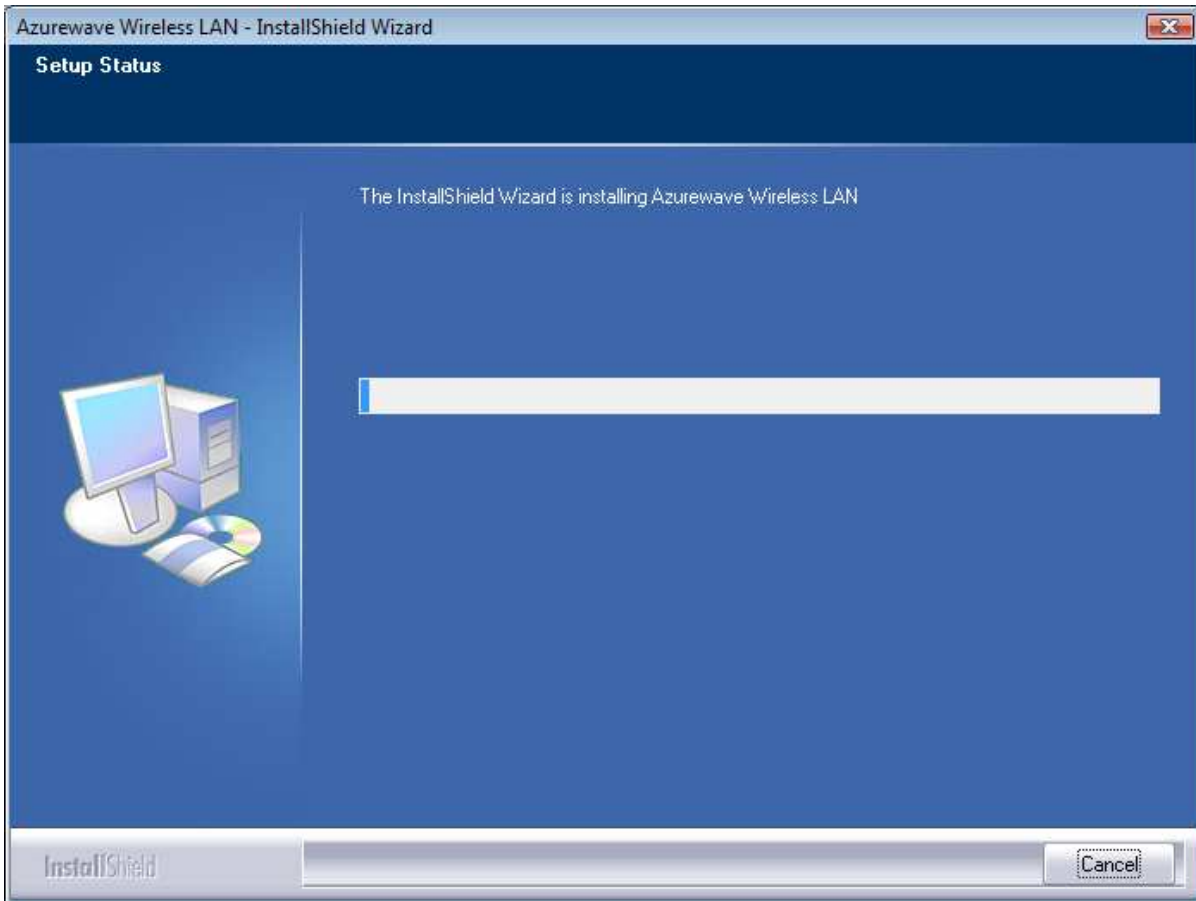 Azurewave Wireless LAN - InstallShield Wizard
Setup Status
The InstallShield Wizard is installing Azurewave Wireless LAN
InstallShield
Cancel